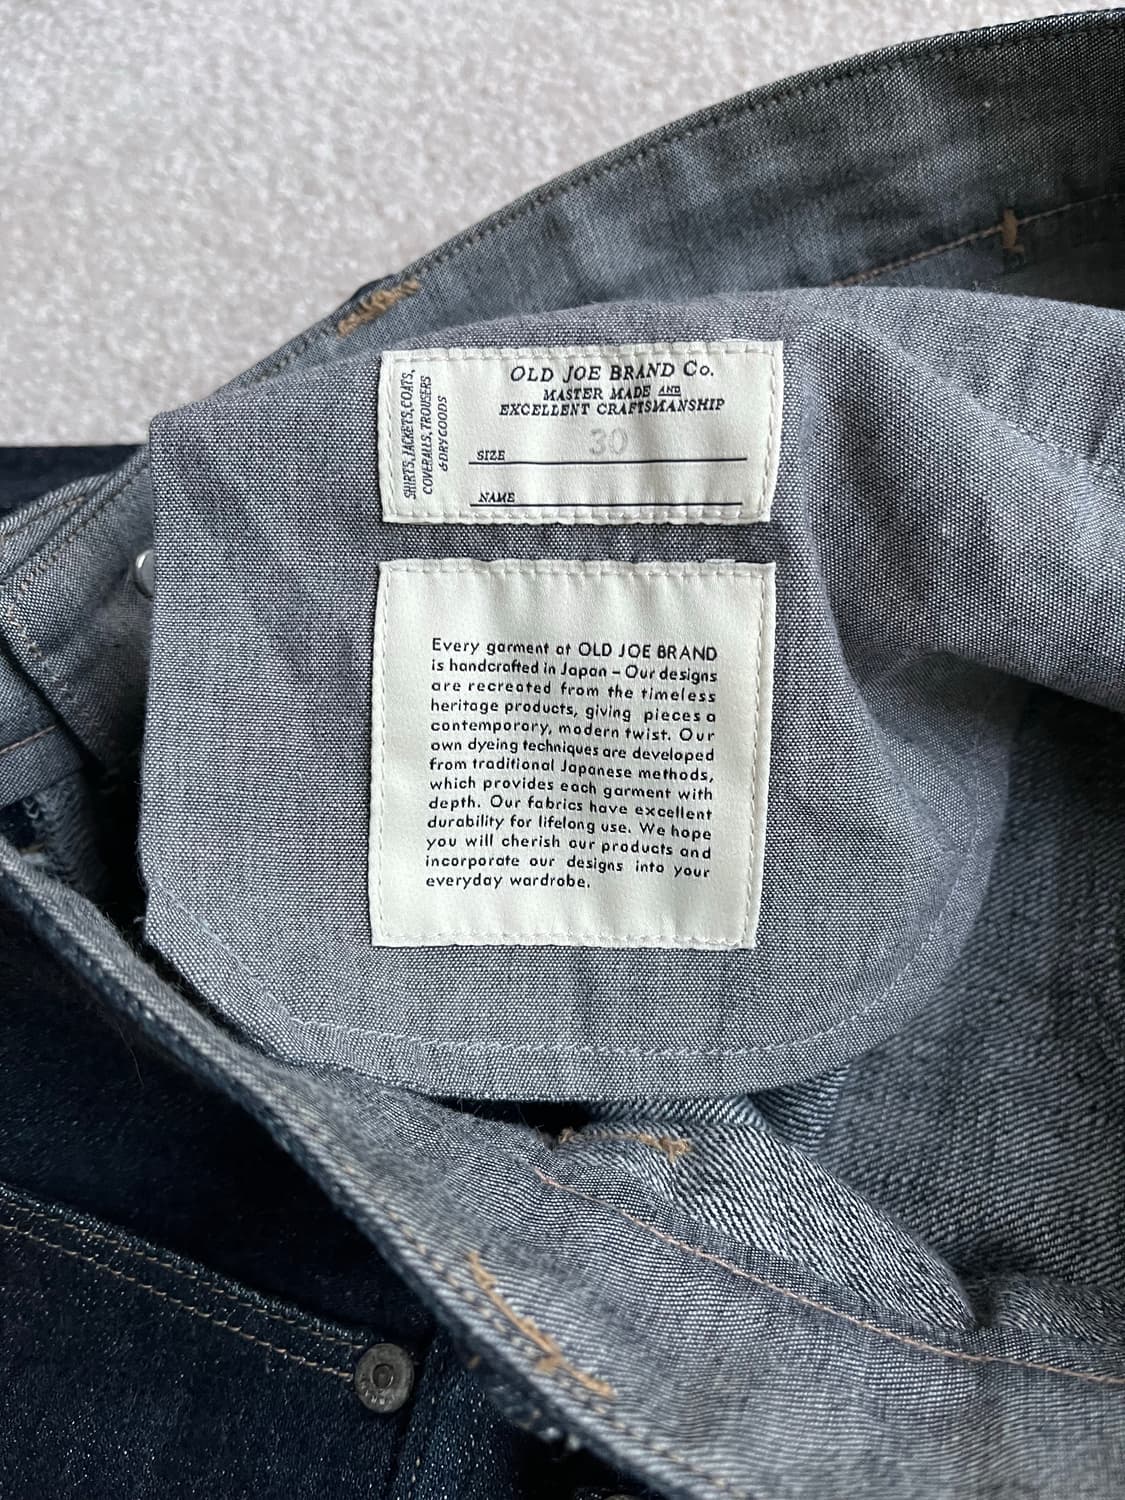 OLD JOE BRAND Co.
MASTER MADE AND
EXCELLENT CRAFTSMANSHIP
SHIRTS, JACKETS, COATS,
COVERALLS, TROUSERS
& DRY GOODS
SIZE 30
NAME
Every garment at OLD JOE BRAND
is handcrafted in Japan – Our designs
are recreated from the timeless
heritage products, giving pieces a
contemporary, modern twist. Our
own dyeing techniques are developed
from traditional Japanese methods,
which provides each garment with
depth. Our fabrics have excellent
durability for lifelong use. We hope
you will cherish our products and
incorporate our designs into your
everyday wardrobe.